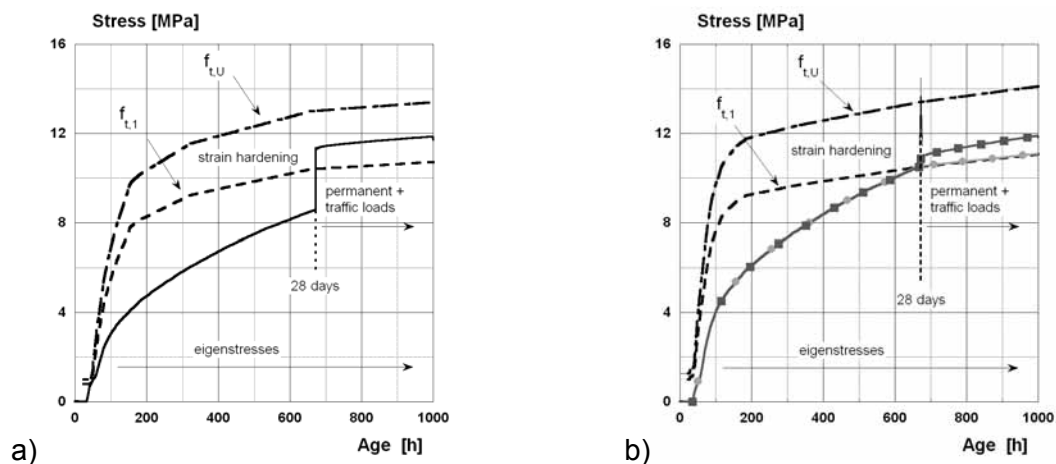 a)
Stress [MPa]
16
12
8
4
0
f t,U
f t,1
strain hardening
permanent +
traffic loads
28 days
eigenstresses
0 200 400 600 800 1000
Age [h]
b)
Stress [MPa]
16
12
8
4
0
f t,U
f t,1
strain hardening
permanent +
traffic loads
28 days
eigenstresses
0 200 400 600 800 1000
Age [h]
a)
b)